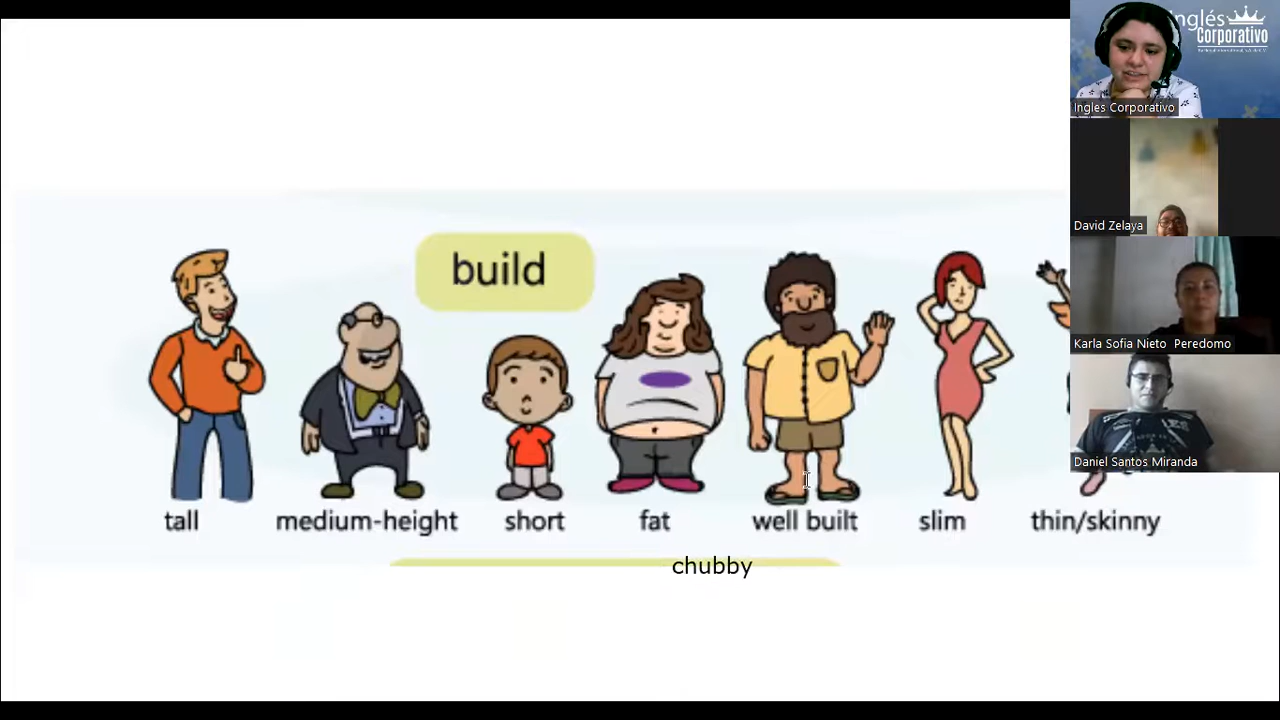 build
tall
medium-height
short
fat
well built
slim
thin/skinny
chubby
inglés
Corporativo
Ingles Corporativo
David Zelaya
Karla Sofia Nieto Peredomo
Daniel Santos Miranda